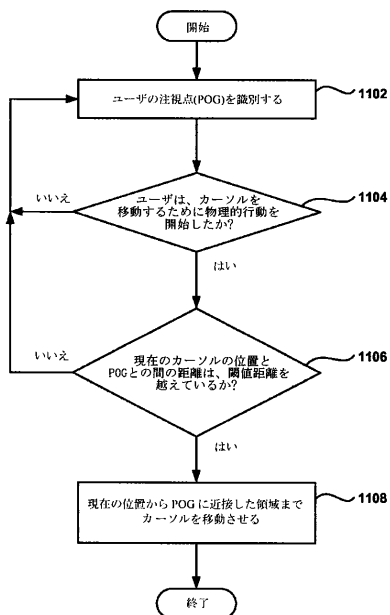 開始
ユーザの注視点(POG)を識別する
1102
ユーザは、カーソルを
移動するために物理的行動を
開始したか?
1104
いいえ
はい
現在のカーソルの位置と
POGとの間の距離は、閾値距離を
越えているか?
1106
いいえ
はい
現在の位置から POG に近接した領域まで
カーソルを移動させる
1108
終了